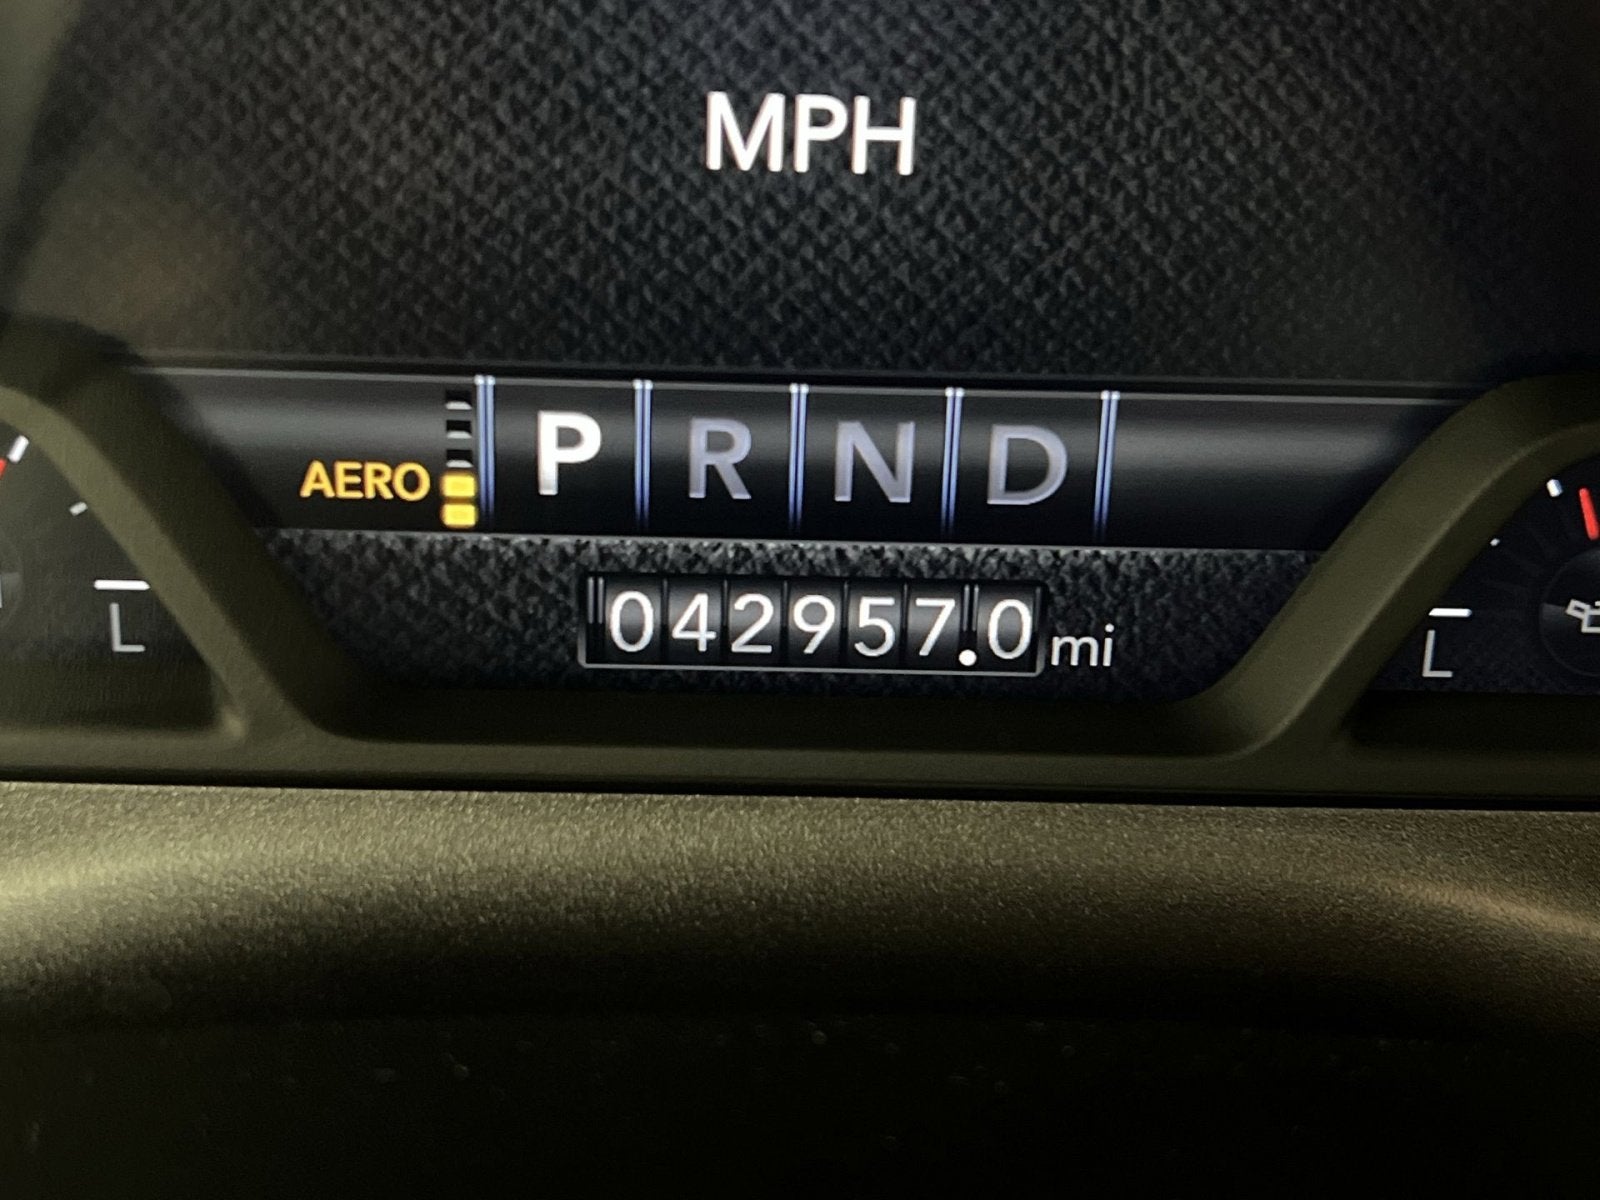 MPH
AERO P R N D
042957.0 mi
L L